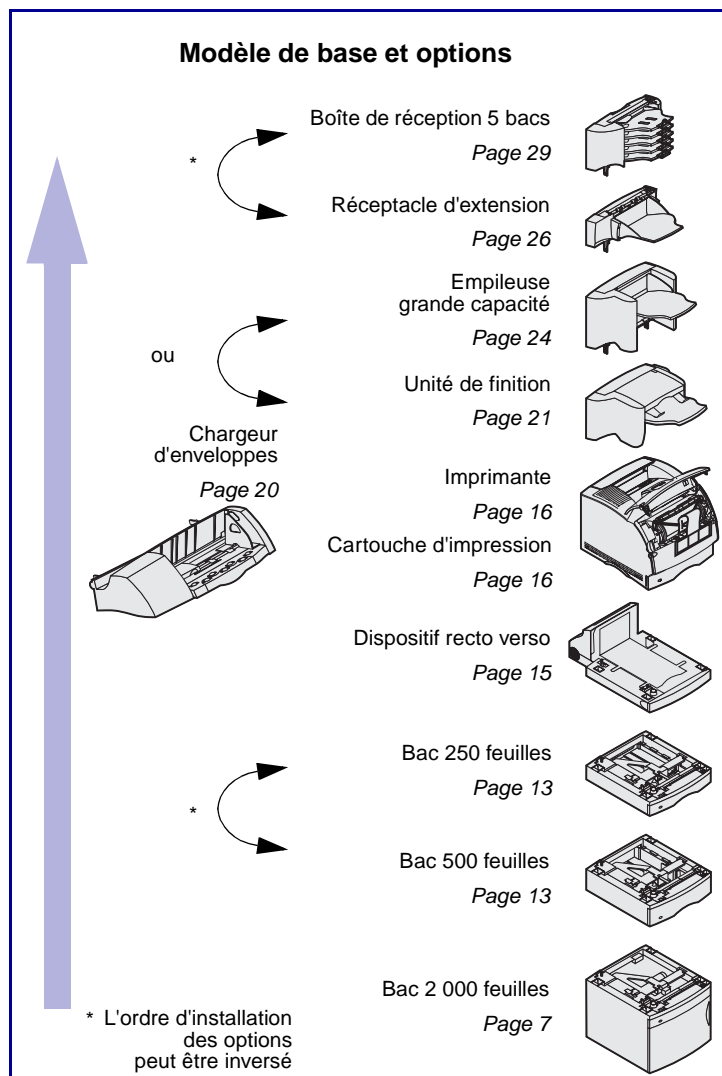 Modèle de base et options
Boîte de réception 5 bacs
Page 29
*
Réceptacle d'extension
Page 26
Empileuse
grande capacité
Page 24
ou
Unité de finition
Page 21
Chargeur
d'enveloppes
Page 20
Imprimante
Page 16
Cartouche d'impression
Page 16
Dispositif recto verso
Page 15
Bac 250 feuilles
Page 13
*
Bac 500 feuilles
Page 13
Bac 2 000 feuilles
Page 7
* L'ordre d'installation
des options
peut être inversé